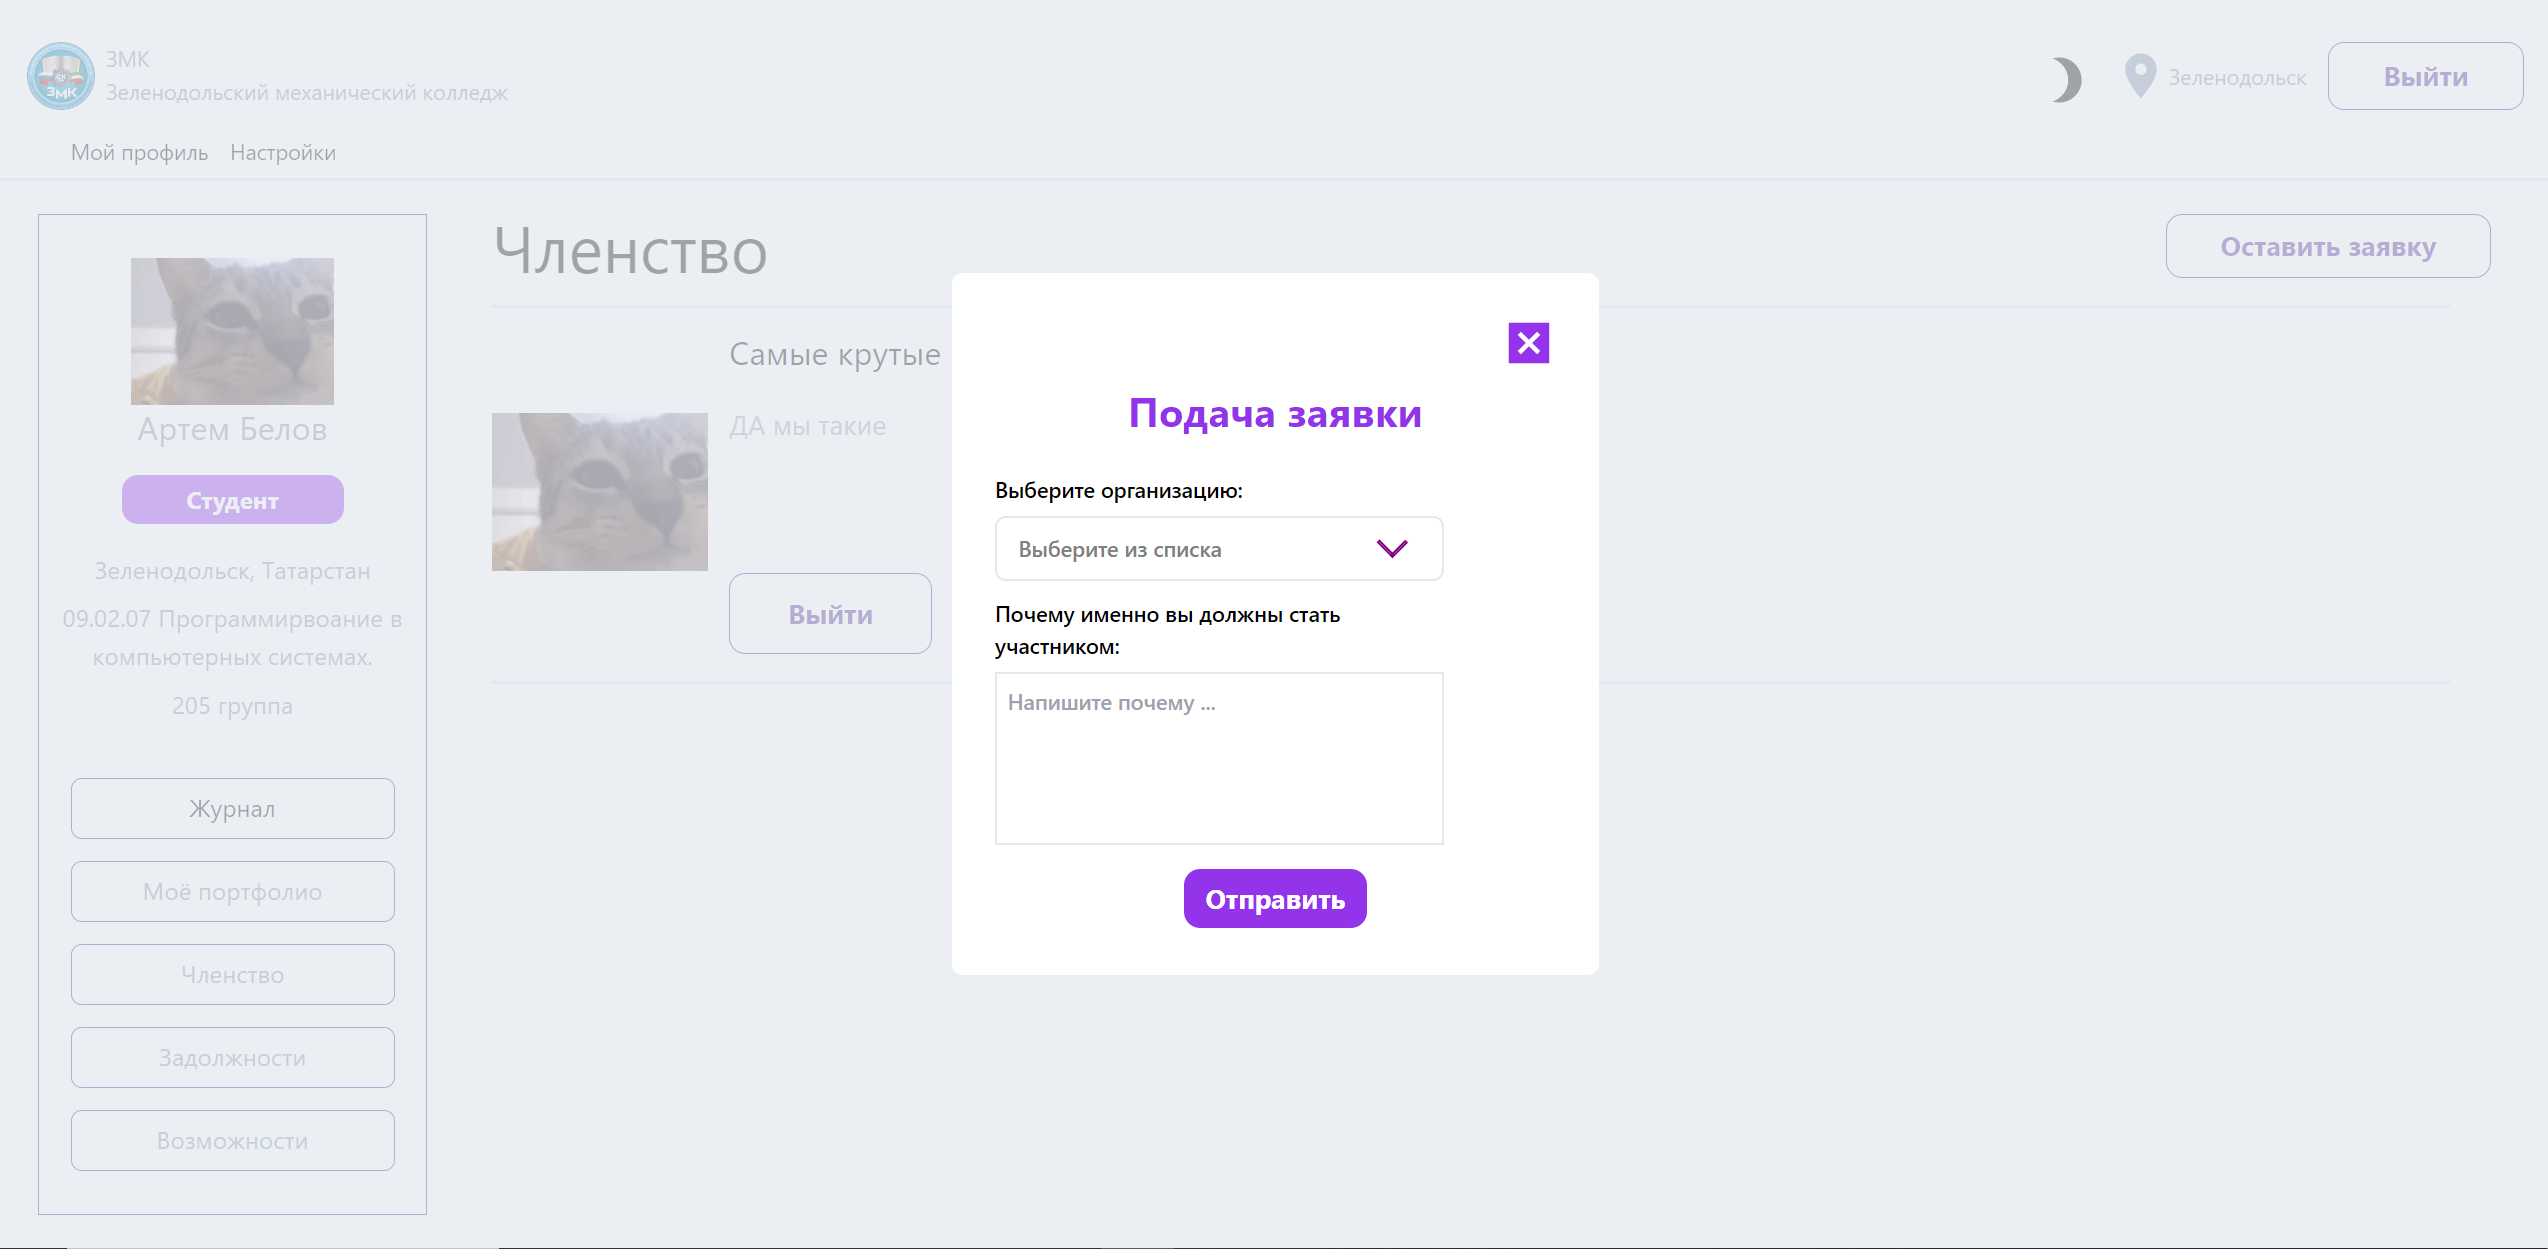 ЗМК
Зеленодольский механический колледж
Зеленодольск
Выйти
Мой профиль
Настройки
Артем Белов
Студент
Зеленодольск, Татарстан
09.02.07 Программирвоание в
компьютерных системах.
205 группа
Журнал
Моё портфолио
Членство
Задолжности
Возможности
Членство
Оставить заявку
Самые крутые
ДА мы такие
Выйти
Подача заявки
Выберите организацию:
Выберите из списка
Почему именно вы должны стать
участником:
Напишите почему ...
Отправить